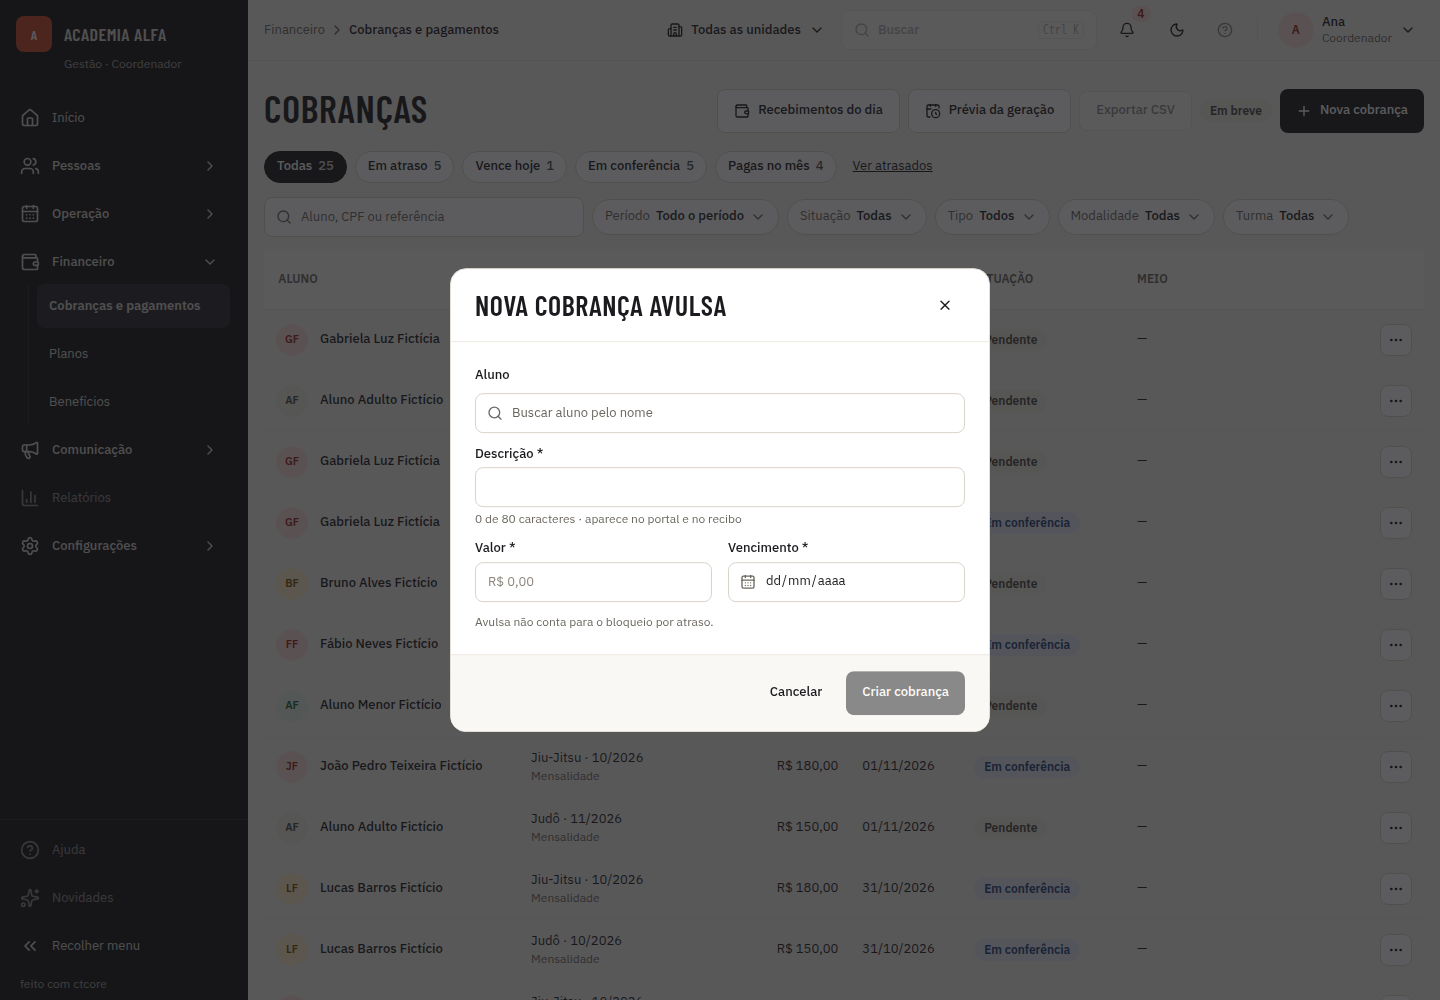 A
ACADEMIA ALFA
Gestão · Coordenador
Início
Pessoas
Operação
Financeiro
Cobranças e pagamentos
Planos
Benefícios
Comunicação
Relatórios
Configurações
Ajuda
Novidades
Recolher menu
feito com ctcore
Financeiro > Cobranças e pagamentos
Todas as unidades
Buscar Ctrl K
4
A
Ana
Coordenador
COBRANÇAS
Recebimentos do dia
Prévia da geração
Exportar CSV
Em breve
+ Nova cobrança
Todas 25
Em atraso 5
Vence hoje 1
Em conferência 5
Pagas no mês 4
Ver atrasados
Aluno, CPF ou referência
Período Todo o período
Situação Todas
Tipo Todos
Modalidade Todas
Turma Todas
ALUNO
MEIO
GF Gabriela Luz Fictícia —
AF Aluno Adulto Fictício —
GF Gabriela Luz Fictícia —
GF Gabriela Luz Fictícia —
BF Bruno Alves Fictício —
FF Fábio Neves Fictício —
AF Aluno Menor Fictício —
JF João Pedro Teixeira Fictício Jiu-Jitsu · 10/2026 R$ 180,00 01/11/2026 Em conferência —
Mensalidade
AF Aluno Adulto Fictício Judô · 11/2026 R$ 150,00 01/11/2026 Pendente —
Mensalidade
LF Lucas Barros Fictício Jiu-Jitsu · 10/2026 R$ 180,00 31/10/2026 Em conferência —
Mensalidade
LF Lucas Barros Fictício Judô · 10/2026 R$ 150,00 31/10/2026 Em conferência —
Mensalidade
NOVA COBRANÇA AVULSA
Aluno
Buscar aluno pelo nome
Descrição *
0 de 80 caracteres · aparece no portal e no recibo
Valor *
R$ 0,00
Vencimento *
dd/mm/aaaa
Avulsa não conta para o bloqueio por atraso.
Cancelar
Criar cobrança